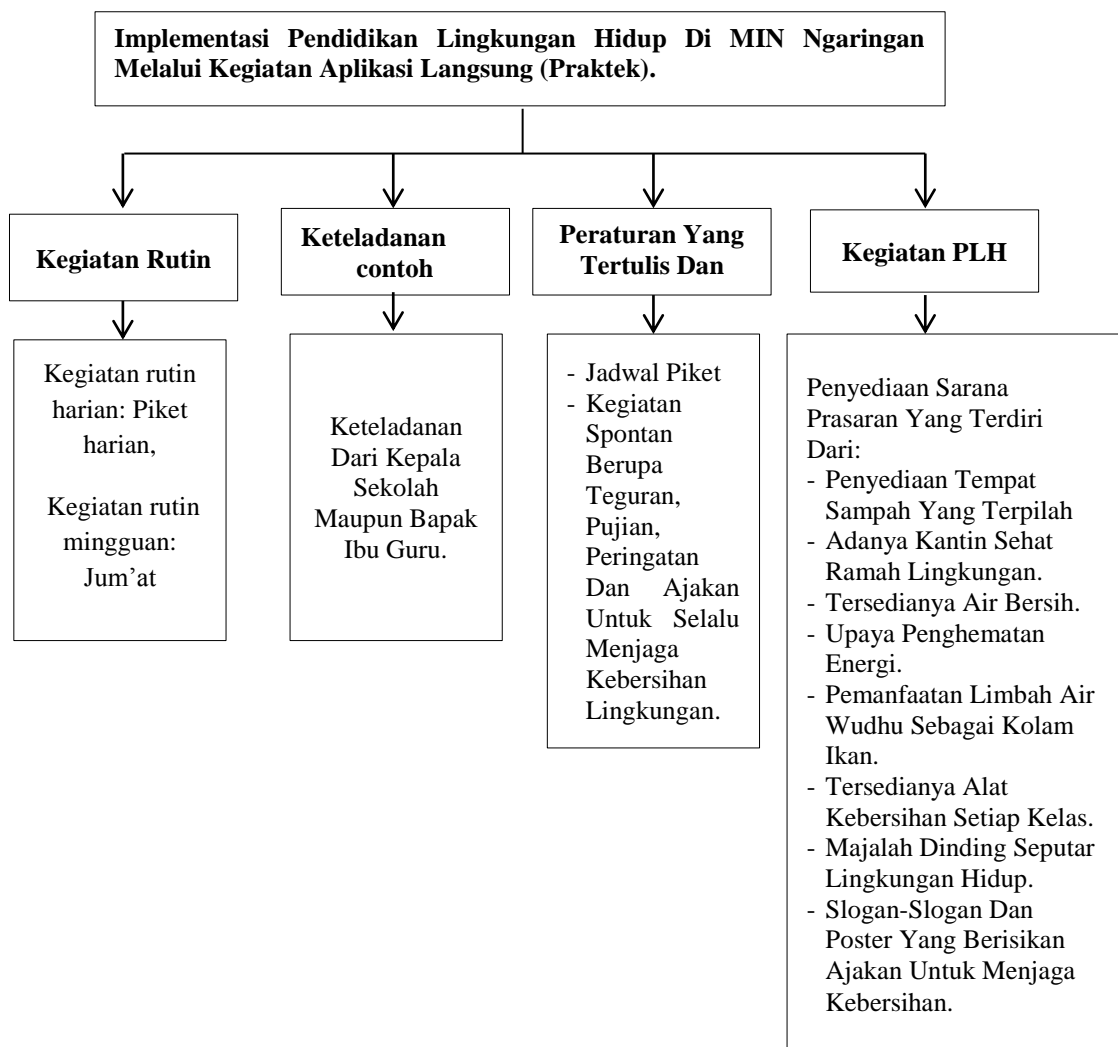 Implementasi Pendidikan Lingkungan Hidup Di MIN Ngaringan
Melalui Kegiatan Aplikasi Langsung (Praktek).
Kegiatan Rutin
Keteladanan
contoh
Peraturan Yang
Tertulis Dan
Kegiatan PLH
Kegiatan rutin
harian: Piket
harian,
Kegiatan rutin
mingguan:
Jum’at
Keteladanan
Dari Kepala
Sekolah
Maupun Bapak
Ibu Guru.
- Jadwal Piket
- Kegiatan
Spontan
Berupa
Teguran,
Pujian,
Peringatan
Dan Ajakan
Untuk Selalu
Menjaga
Kebersihan
Lingkungan.
Penyediaan Sarana
Prasaran Yang Terdiri
Dari:
- Penyediaan Tempat
Sampah Yang Terpilah
- Adanya Kantin Sehat
Ramah Lingkungan.
- Tersedianya Air Bersih.
- Upaya Penghematan
Energi.
- Pemanfaatan Limbah Air
Wudhu Sebagai Kolam
Ikan.
- Tersedianya Alat
Kebersihan Setiap Kelas.
- Majalah Dinding Seputar
Lingkungan Hidup.
- Slogan-Slogan Dan
Poster Yang Berisikan
Ajakan Untuk Menjaga
Kebersihan.